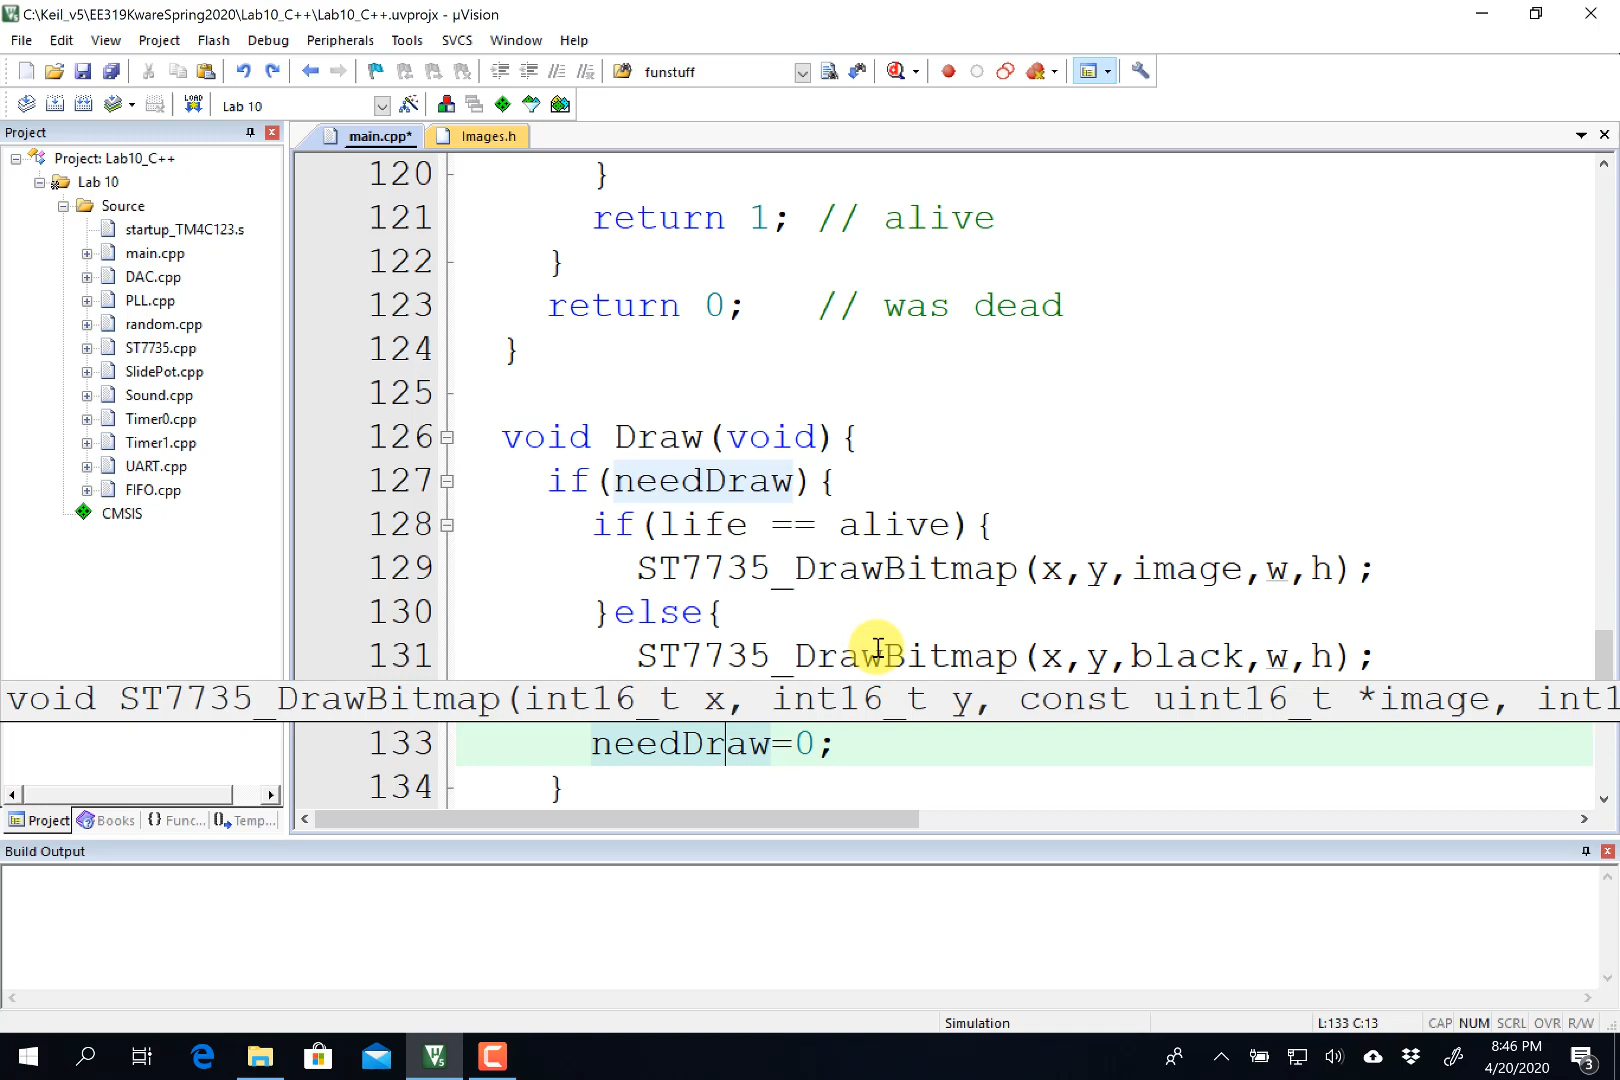 C:\Keil_v5\EE319KwareSpring2020\Lab10_C++\Lab10_C++.uvprojx - µVision
File Edit View Project Flash Debug Peripherals Tools SVCS Window Help
funstuff
LOAD Lab 10
Project
main.cpp* Images.h
Project: Lab10_C++
Lab 10
Source
startup_TM4C123.s
main.cpp
DAC.cpp
PLL.cpp
random.cpp
ST7735.cpp
SlidePot.cpp
Sound.cpp
Timer0.cpp
Timer1.cpp
UART.cpp
FIFO.cpp
CMSIS
Project Books {} Func... Temp...
120 }
121 return 1; // alive
122 }
123 return 0; // was dead
124 }
125
126 void Draw(void){
127 if(needDraw){
128 if(life == alive){
129 ST7735_DrawBitmap(x,y,image,w,h);
130 }else{
131 ST7735_DrawBitmap(x,y,black,w,h);
void ST7735_DrawBitmap(int16_t x, int16_t y, const uint16_t *image, int1
133 needDraw=0;
134 }
Build Output
Simulation L:133 C:13 CAP NUM SCRL OVR R/W
8:46 PM
4/20/2020
3